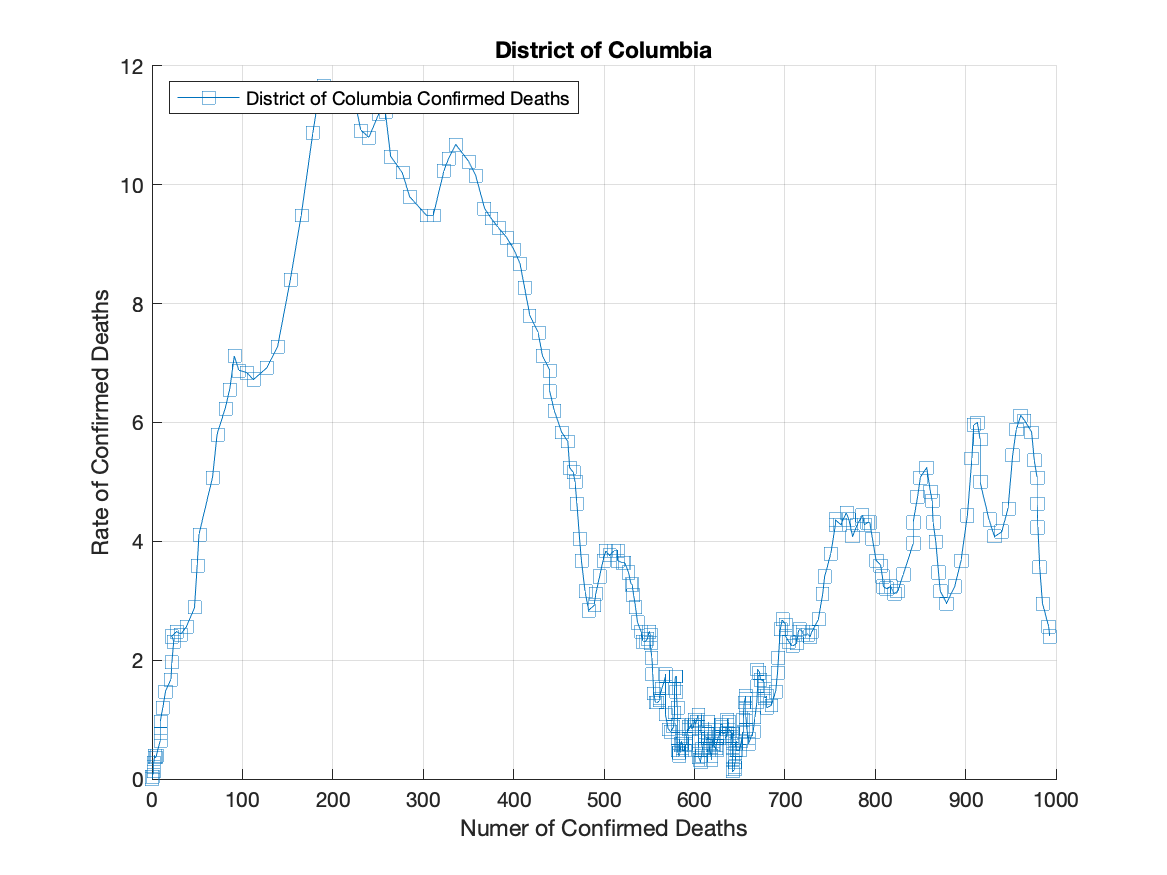 District of Columbia
District of Columbia Confirmed Deaths
Rate of Confirmed Deaths
12
10
8
6
4
2
0
0 100 200 300 400 500 600 700 800 900 1000
Numer of Confirmed Deaths